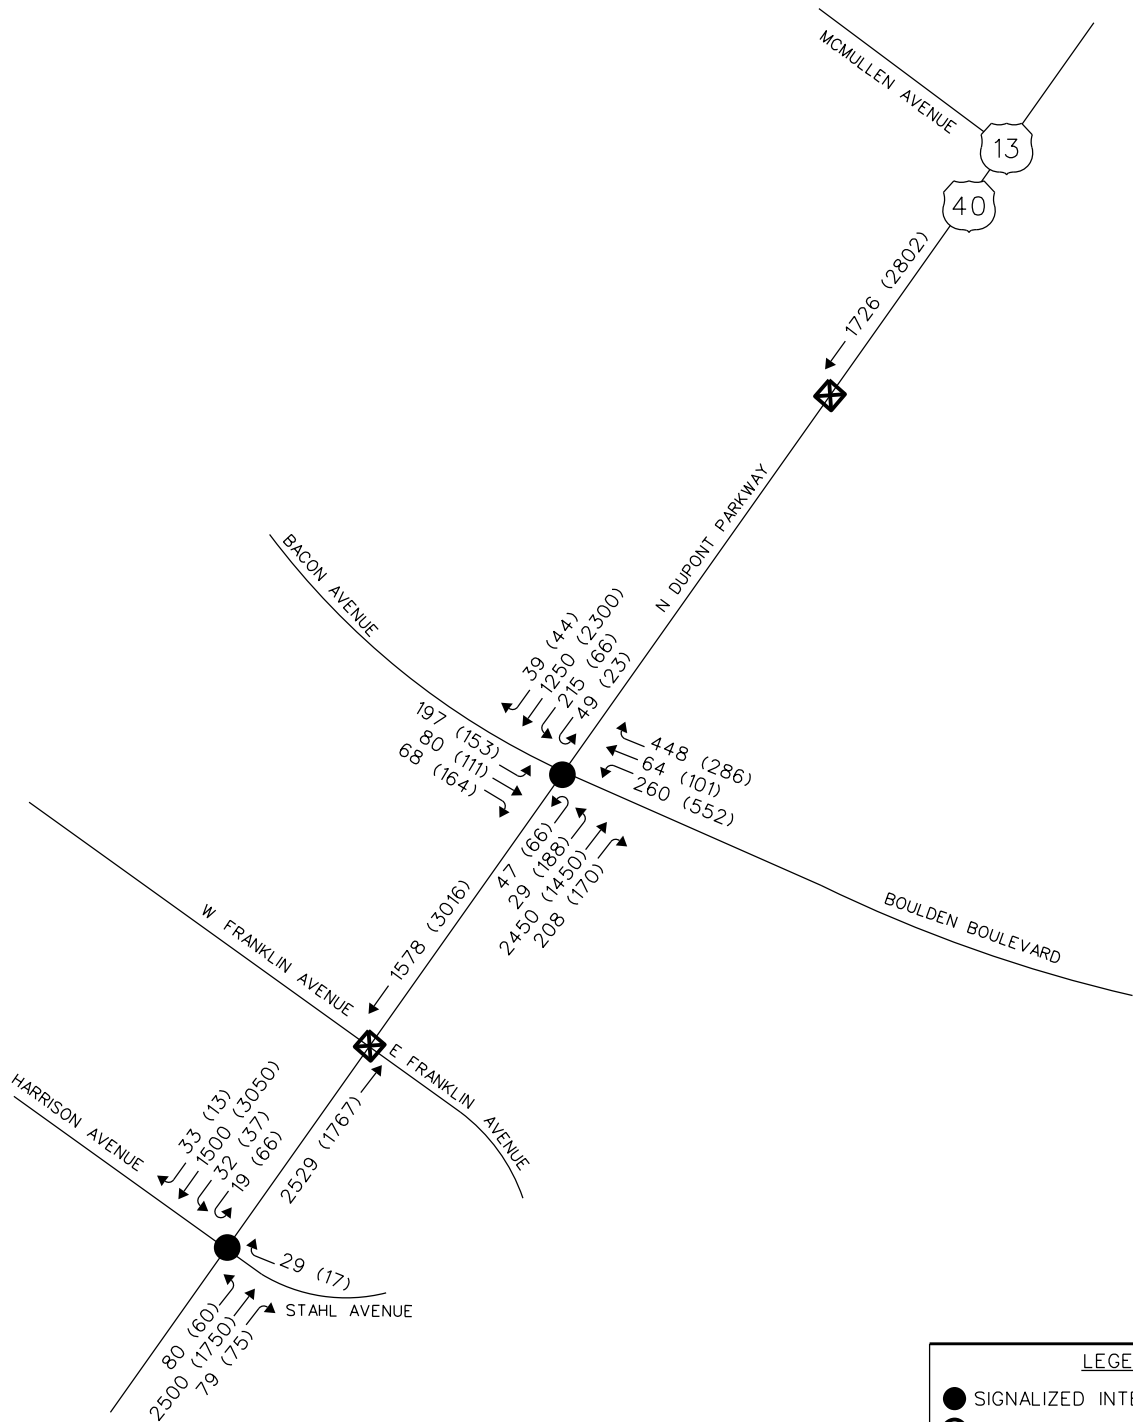 MCMULLEN AVENUE
13
40
1726 (2802)
N DUPONT PARKWAY
BACON AVENUE
39 (44)
1250 (2300)
215 (66)
49 (23)
197 (153)
80 (111)
68 (164)
448 (286)
64 (101)
260 (552)
47 (66)
29 (188)
2450 (1450)
208 (170)
BOULDEN BOULEVARD
W FRANKLIN AVENUE
1578 (3016)
E FRANKLIN AVENUE
2529 (1767)
HARRISON AVENUE
33 (13)
1500 (3050)
32 (37)
19 (66)
29 (17)
STAHL AVENUE
80 (60)
2500 (1750)
79 (75)
LEGE
SIGNALIZED INTE